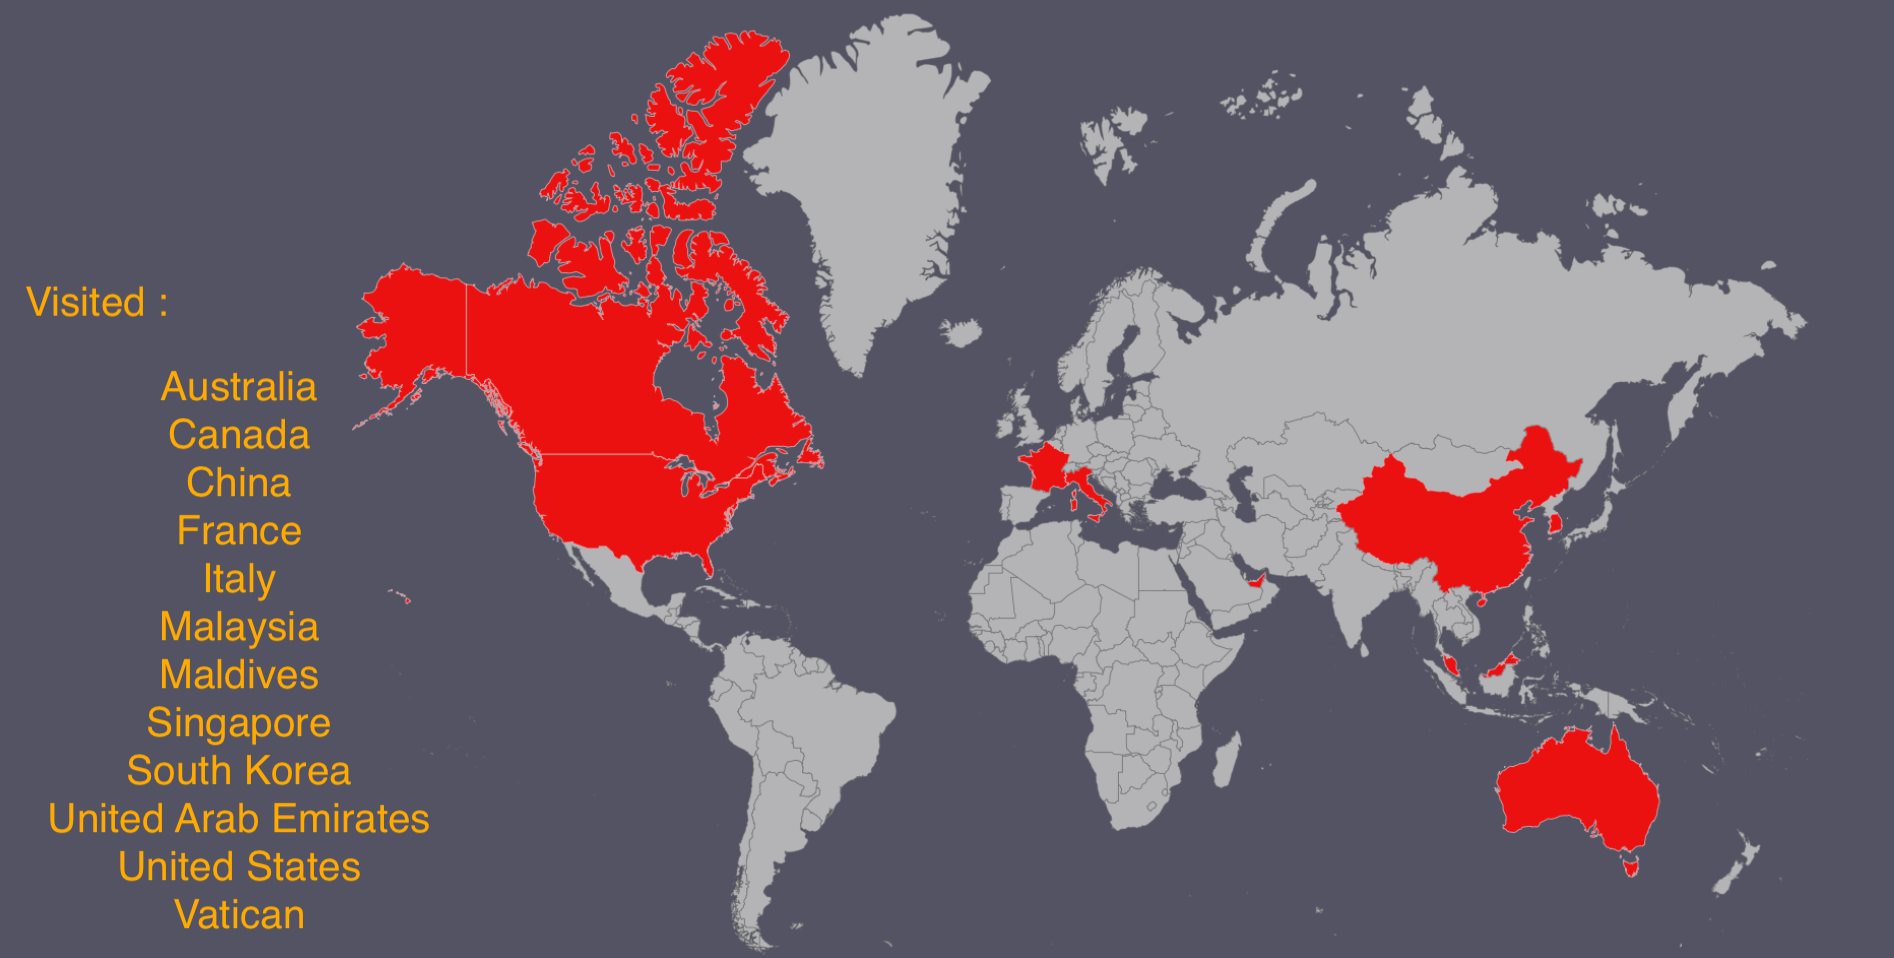 Visited :
Australia
Canada
China
France
Italy
Malaysia
Maldives
Singapore
South Korea
United Arab Emirates
United States
Vatican